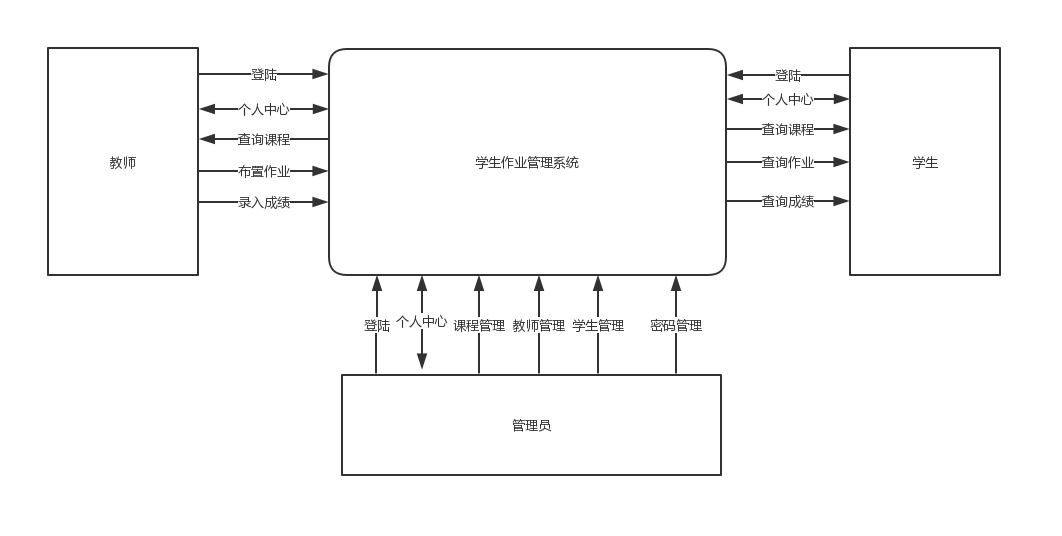 登陆
个人中心
查询课程
布置作业
录入成绩
教师
学生作业管理系统
登陆
个人中心
查询课程
查询作业
查询成绩
学生
登陆
个人中心
课程管理
教师管理
学生管理
密码管理
管理员